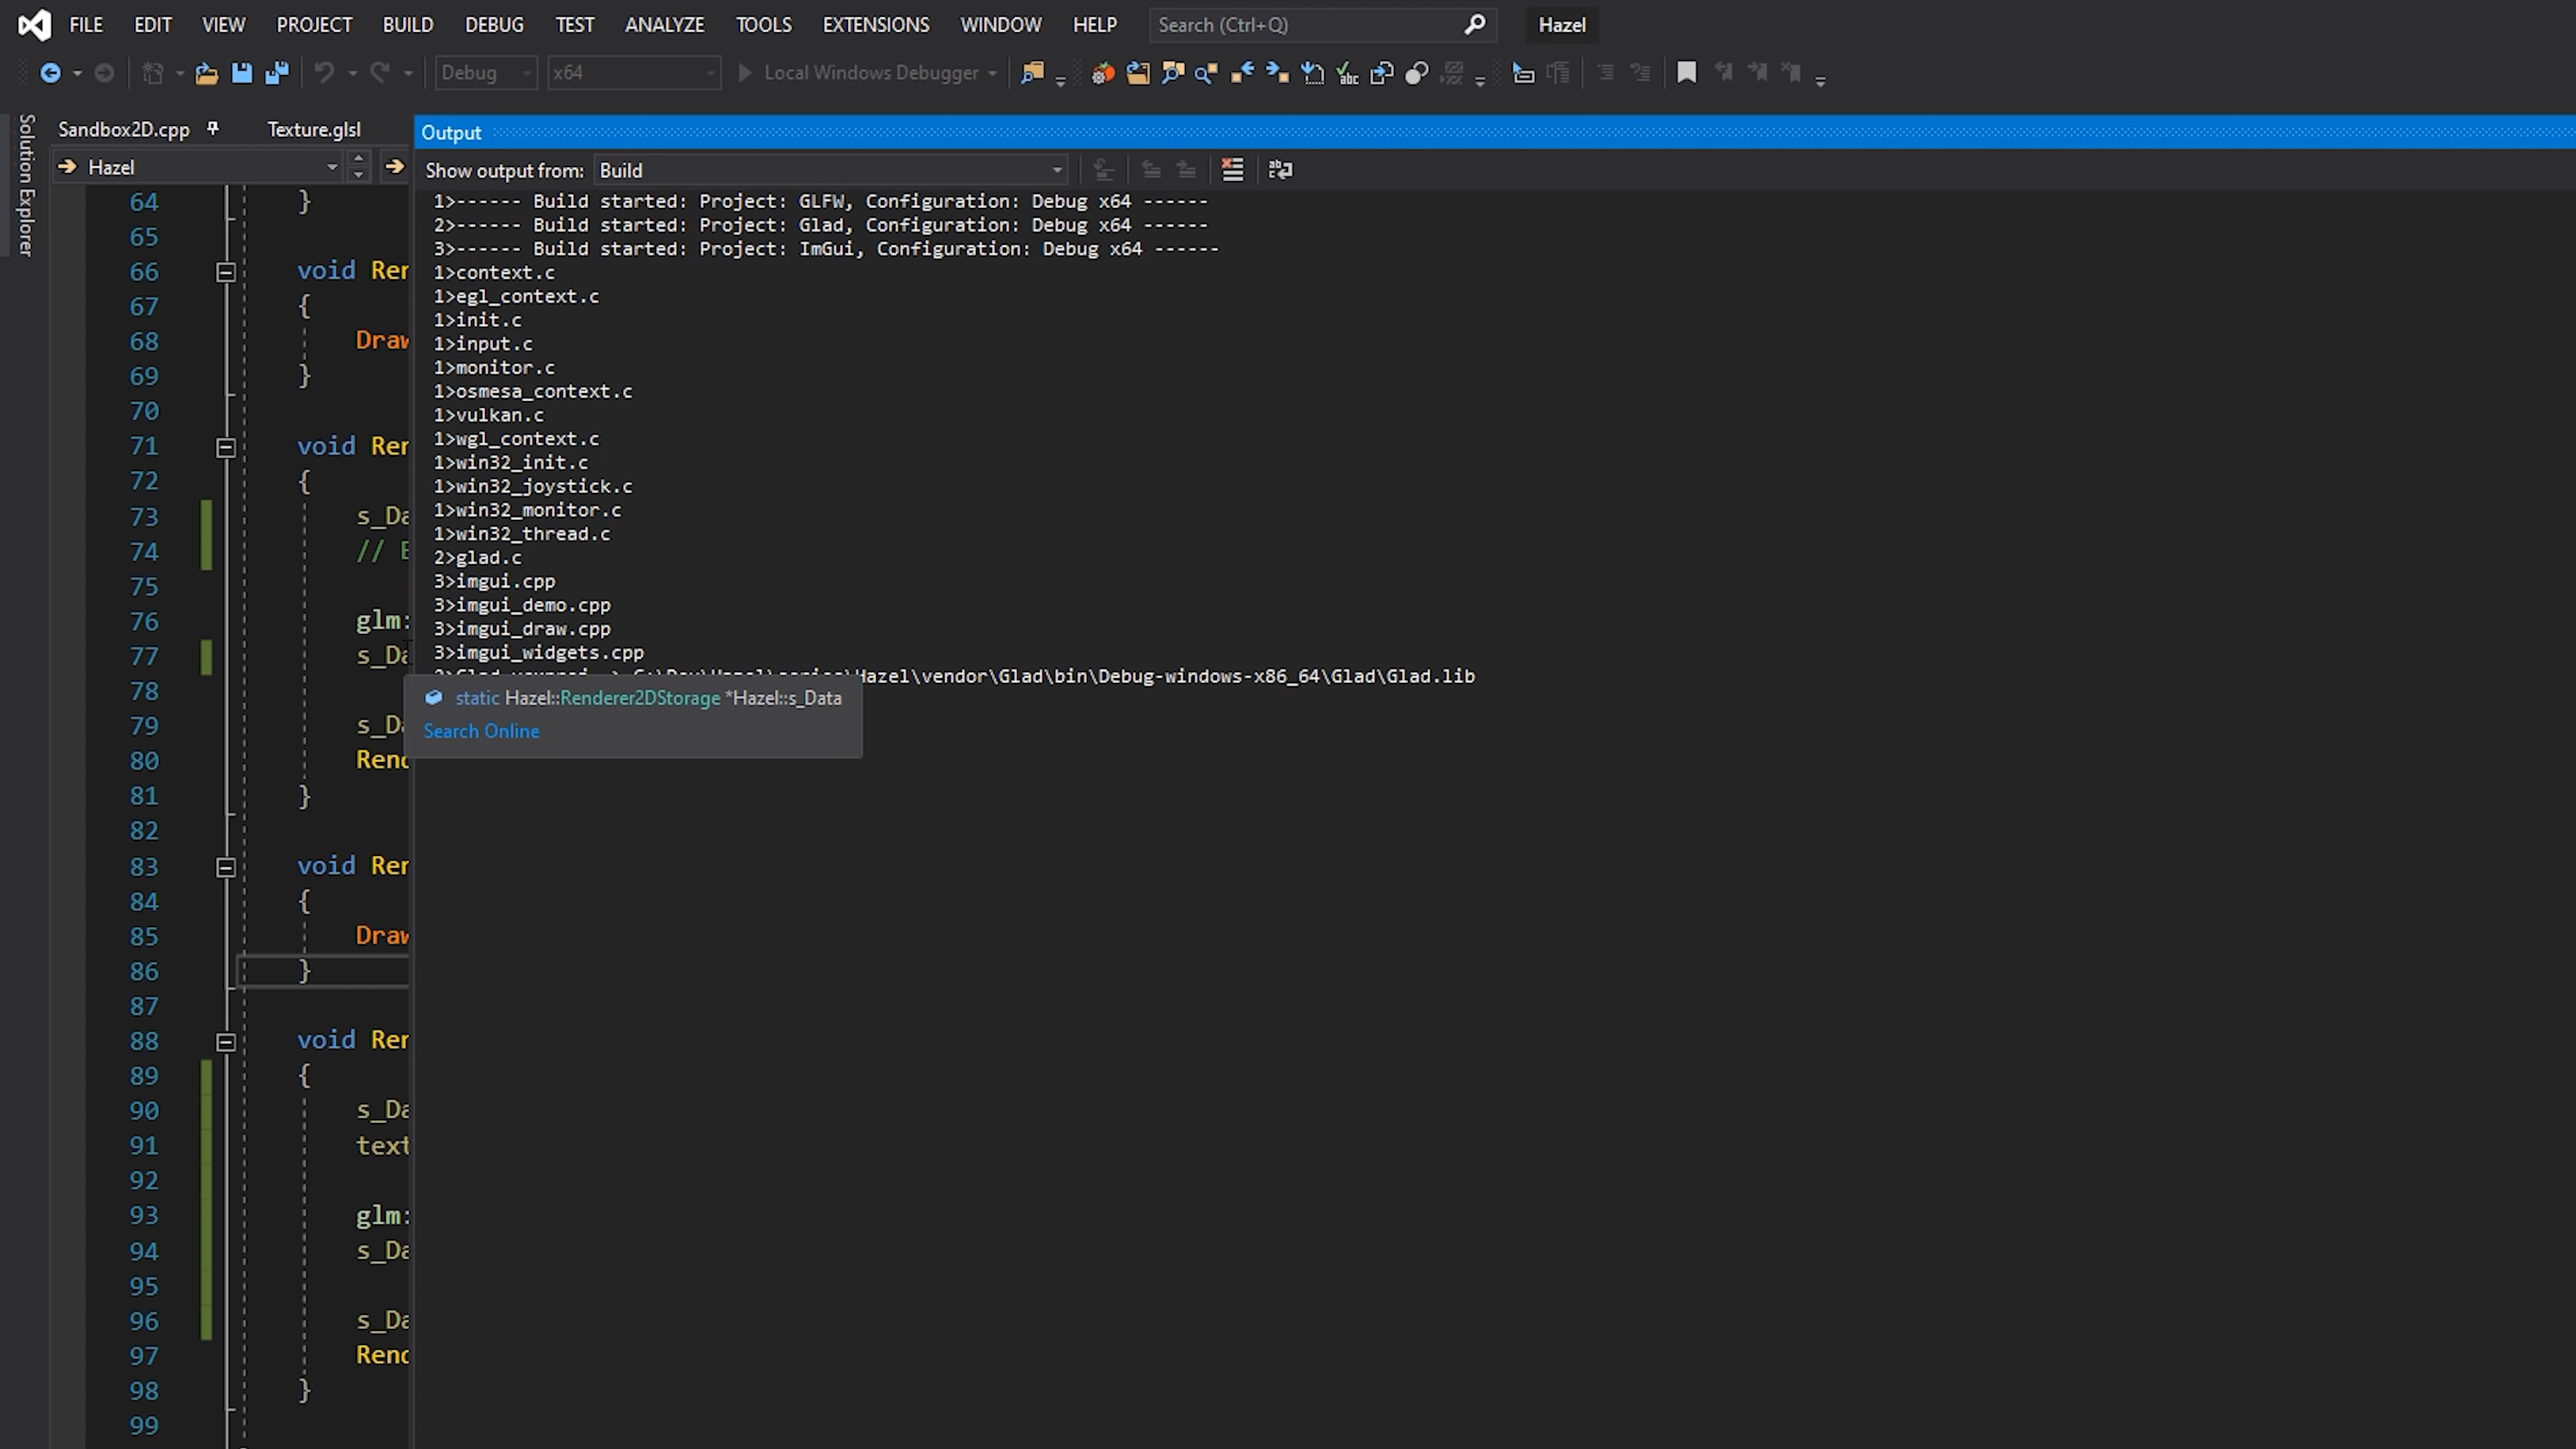 FILE EDIT VIEW PROJECT BUILD DEBUG TEST ANALYZE TOOLS EXTENSIONS WINDOW HELP Search (Ctrl+Q) Hazel
Debug x64 Local Windows Debugger
Solution Explorer
Sandbox2D.cpp Texture.glsl
Hazel
Output
Show output from: Build
1>------ Build started: Project: GLFW, Configuration: Debug x64 ------
2>------ Build started: Project: Glad, Configuration: Debug x64 ------
3>------ Build started: Project: ImGui, Configuration: Debug x64 ------
1>context.c
1>egl_context.c
1>init.c
1>input.c
1>monitor.c
1>osmesa_context.c
1>vulkan.c
1>wgl_context.c
1>win32_init.c
1>win32_joystick.c
1>win32_monitor.c
1>win32_thread.c
2>glad.c
3>imgui.cpp
3>imgui_demo.cpp
3>imgui_draw.cpp
3>imgui_widgets.cpp
Hazel\vendor\Glad\bin\Debug-windows-x86_64\Glad\Glad.lib
static Hazel::Renderer2DStorage *Hazel::s_Data
Search Online
64 }
65
66 void Ren
67 {
68 Draw
69 }
70
71 void Ren
72 {
73 s_Da
74 //
75
76 glm:
77 s_Da
78
79 s_Da
80 Rend
81 }
82
83 void Ren
84 {
85 Draw
86 }
87
88 void Ren
89 {
90 s_Da
91 text
92
93 glm:
94 s_Da
95
96 s_Da
97 Rend
98 }
99